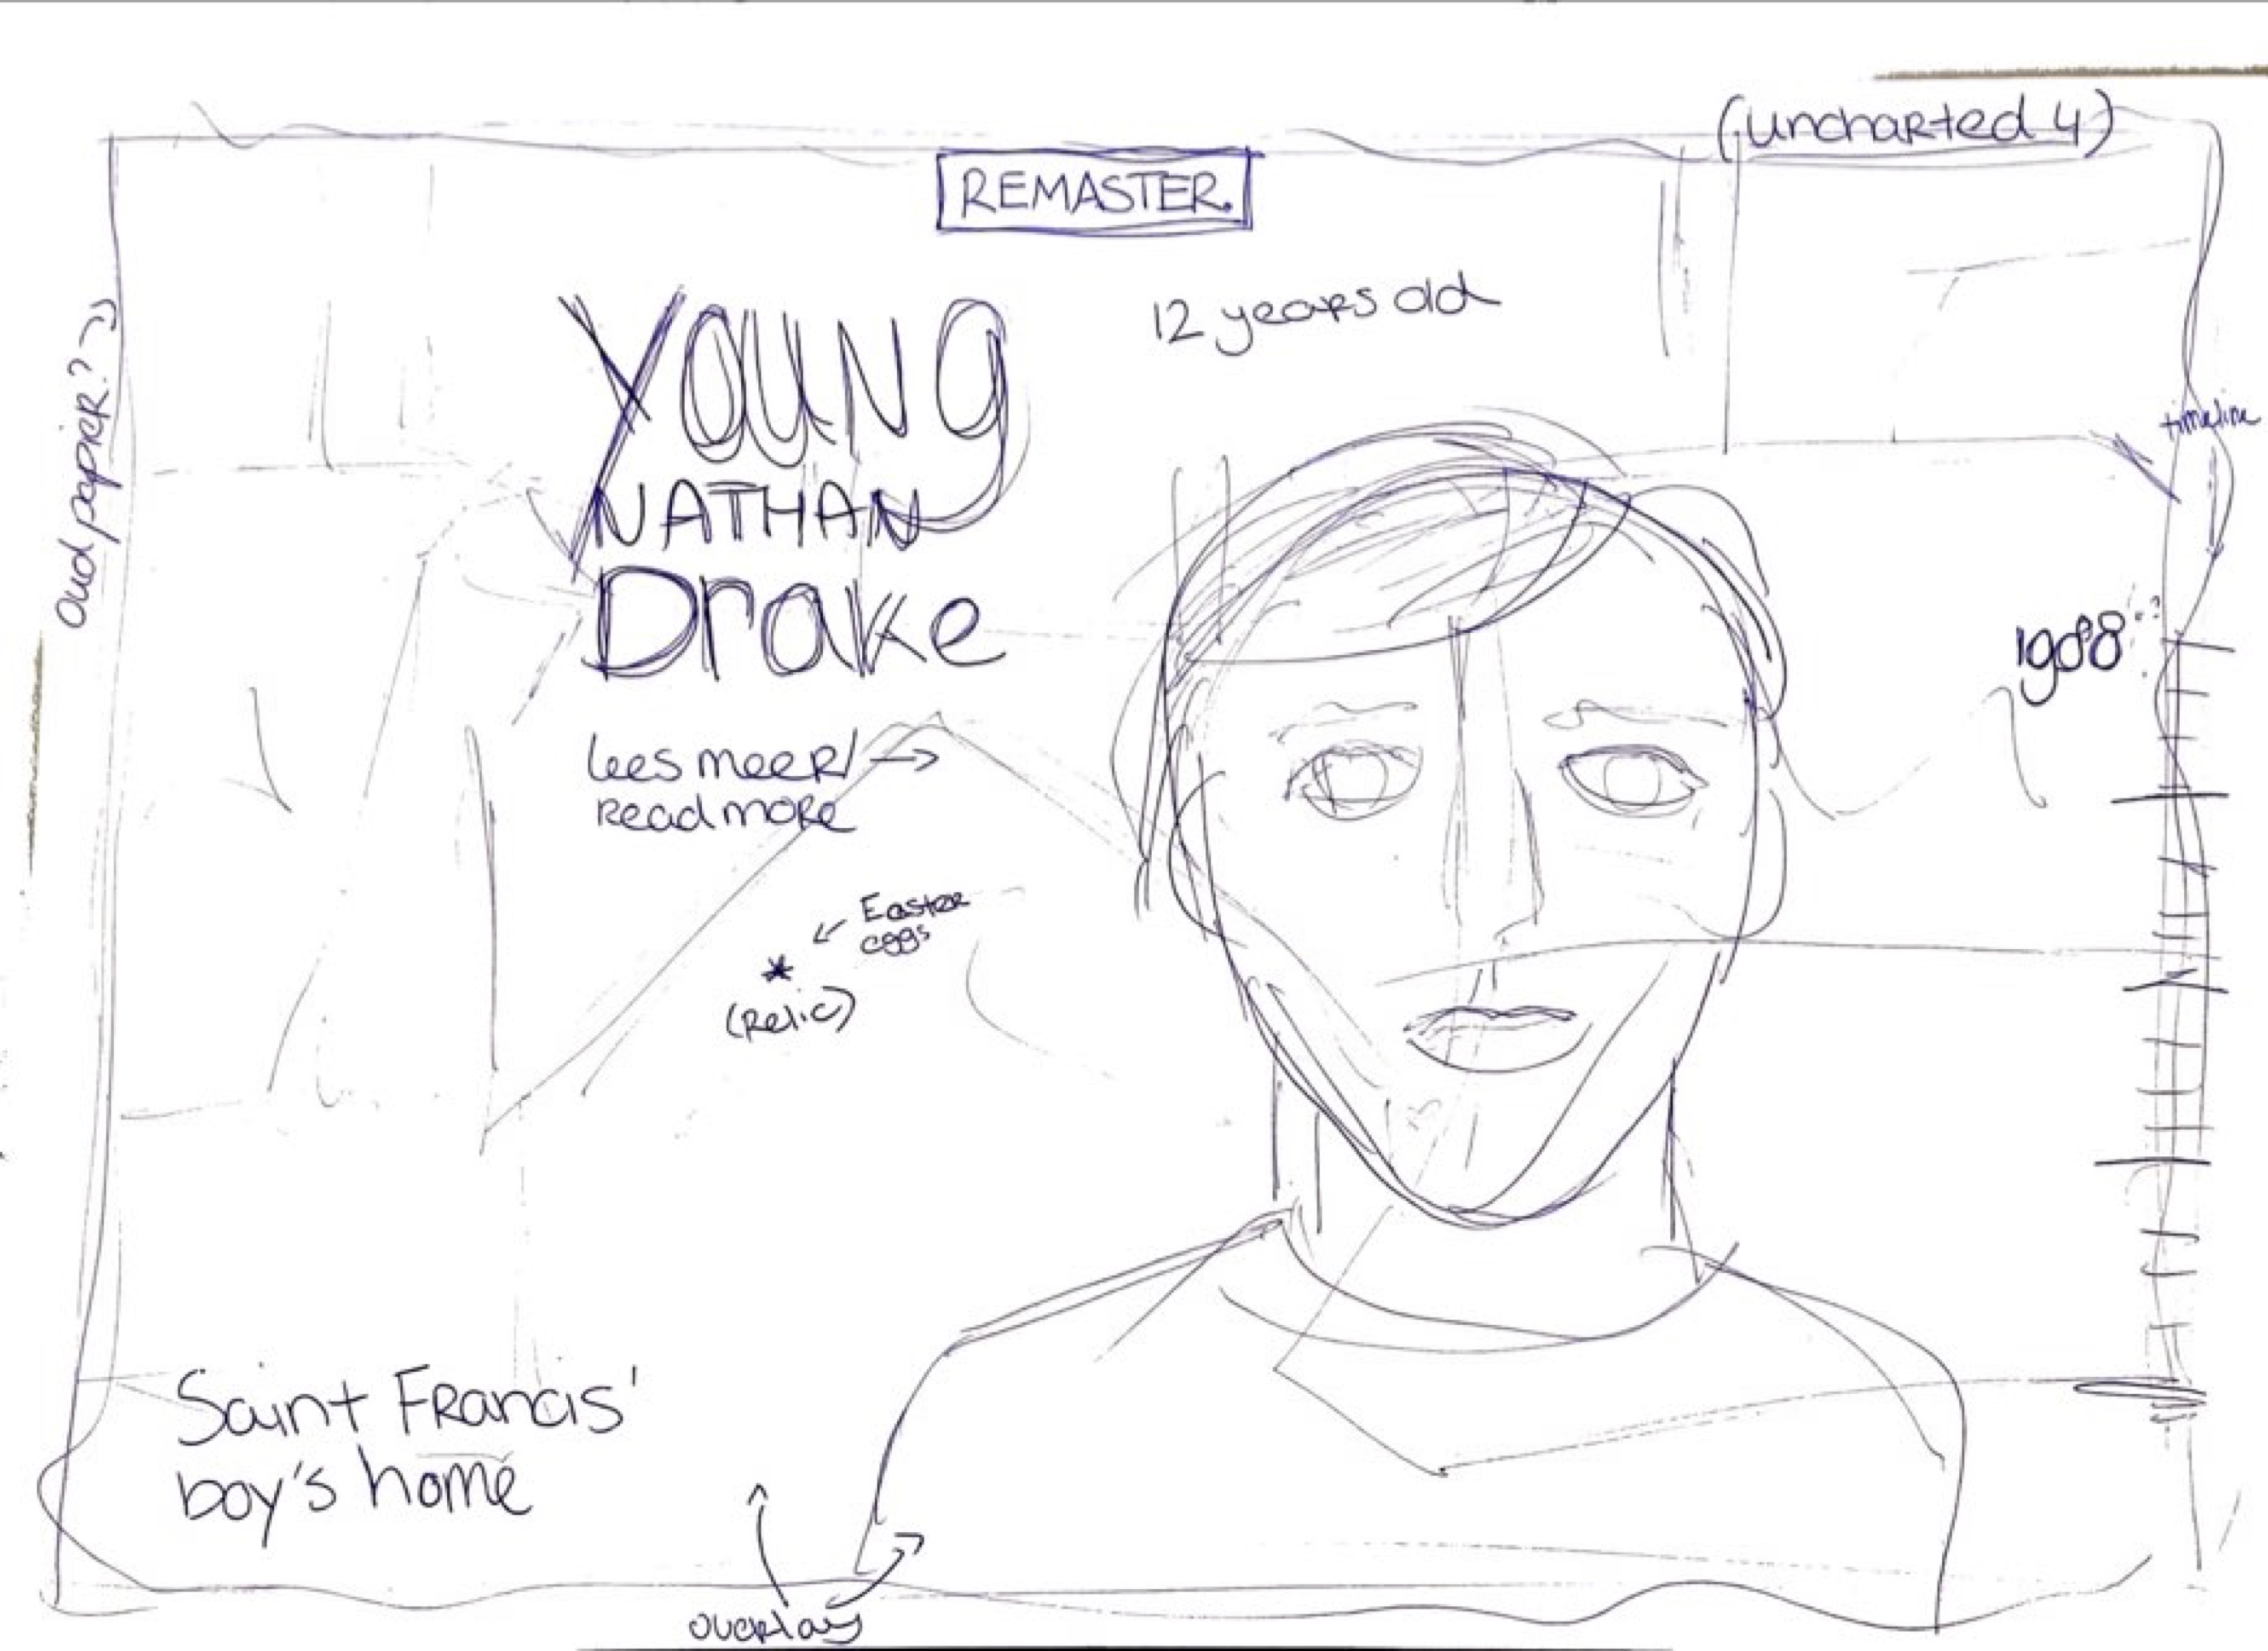 (uncharted 4)
REMASTER.
12 years old
Young
NATHAN
Drake
Oud papier?
timeline
1988
lees meer/
Read more
Easter
eggs
*
(Relic)
Saint Francis'
boy's home
overlay